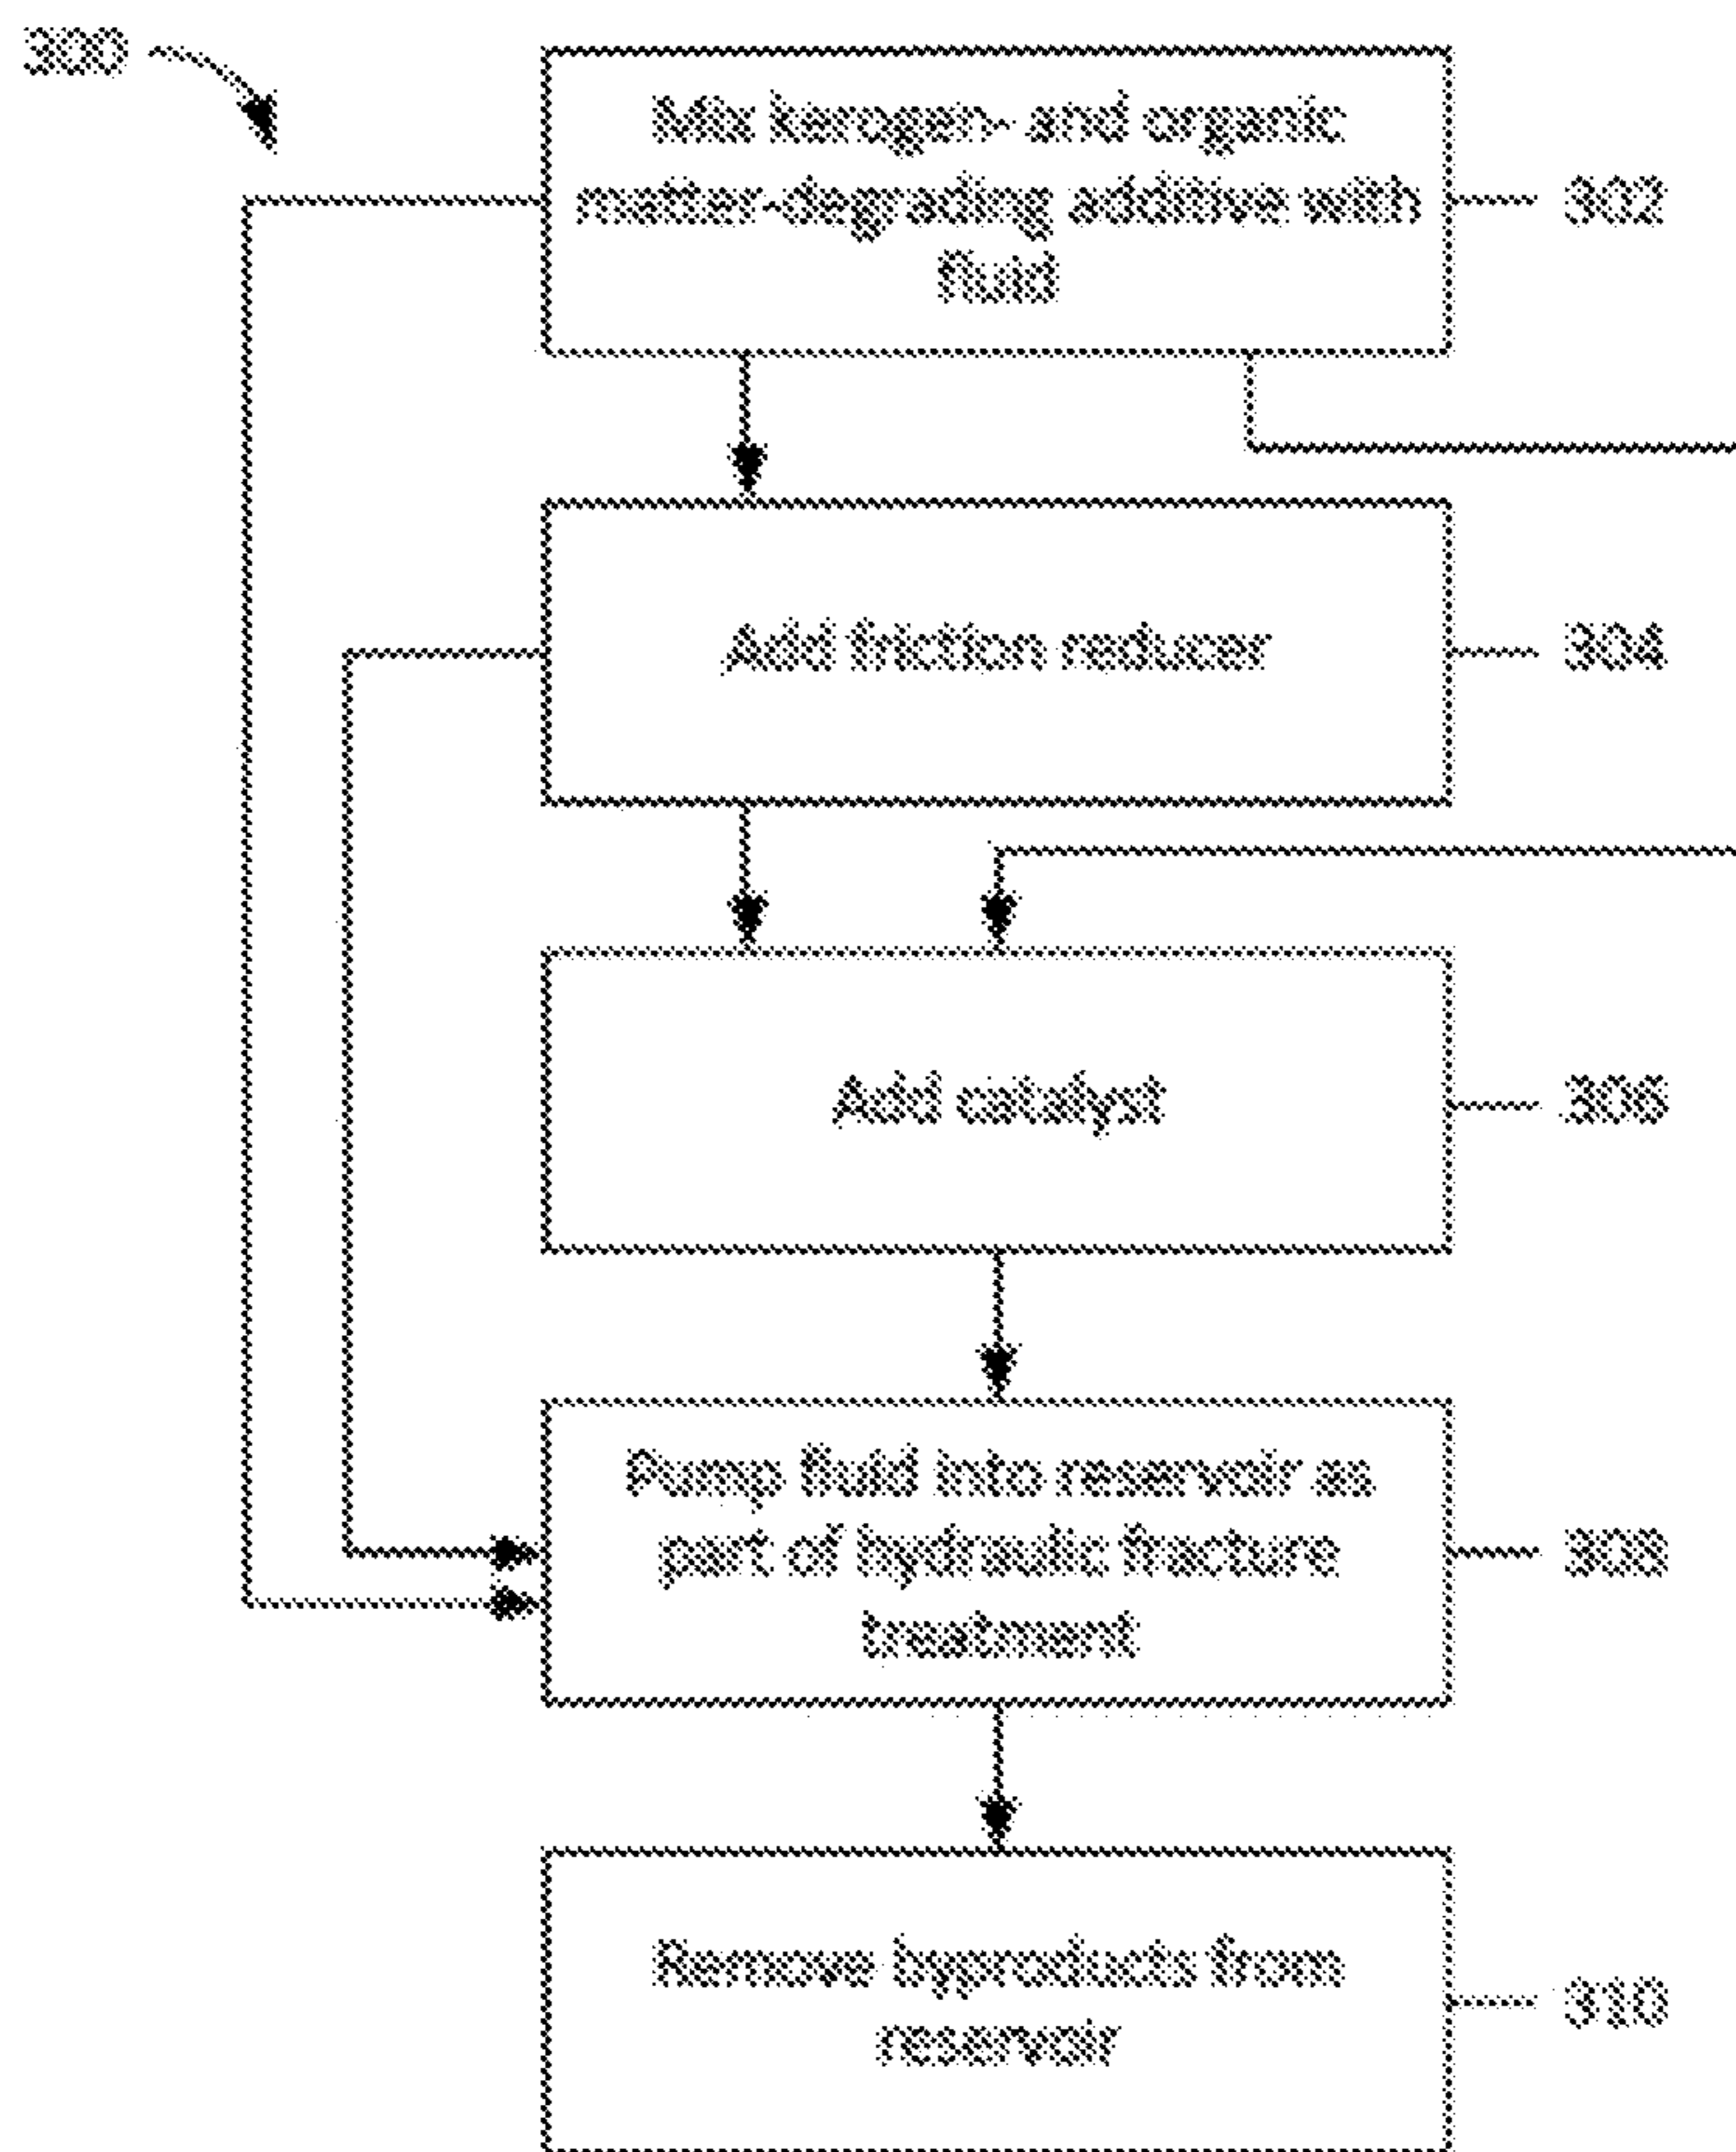 300
Mix kerogen- and organic
matter-degrading additive with
fluid
302
Add friction reducer
304
Add catalyst
306
Pump fluid into reservoir as
part of hydraulic fracture
treatment
308
Remove byproducts from
reservoir
310